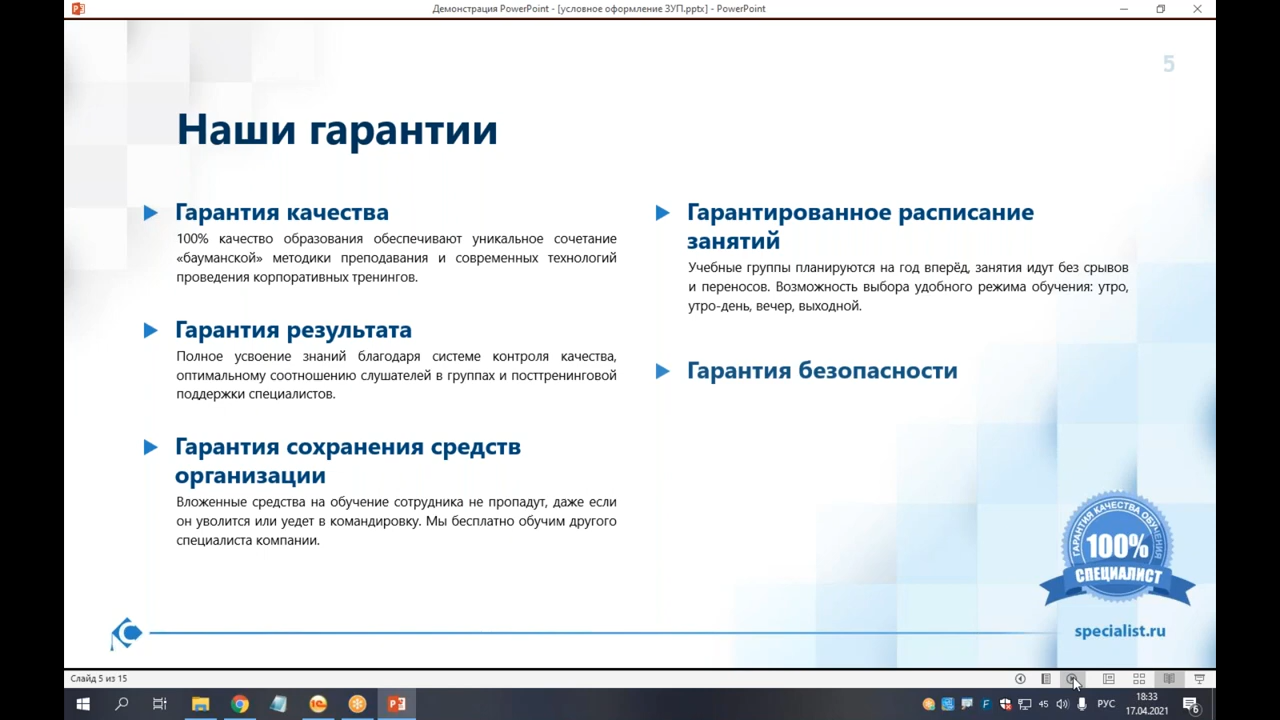 Демонстрация PowerPoint - [условное оформление ЗУП.pptx] - PowerPoint
5
Наши гарантии
Гарантия качества
100% качество образования обеспечивают уникальное сочетание
«бауманской» методики преподавания и современных технологий
проведения корпоративных тренингов.
Гарантия результата
Полное усвоение знаний благодаря системе контроля качества,
оптимальному соотношению слушателей в группах и посттренинговой
поддержки специалистов.
Гарантия сохранения средств
организации
Вложенные средства на обучение сотрудника не пропадут, даже если
он уволится или уедет в командировку. Мы бесплатно обучим другого
специалиста компании.
Гарантированное расписание
занятий
Учебные группы планируются на год вперёд, занятия идут без срывов
и переносов. Возможность выбора удобного режима обучения: утро,
утро-день, вечер, выходной.
Гарантия безопасности
ГАРАНТИЯ КАЧЕСТВА ОБУЧЕНИЯ
100%
СПЕЦИАЛИСТ
specialist.ru
Слайд 5 из 15
45
РУС
18:33
17.04.2021
6